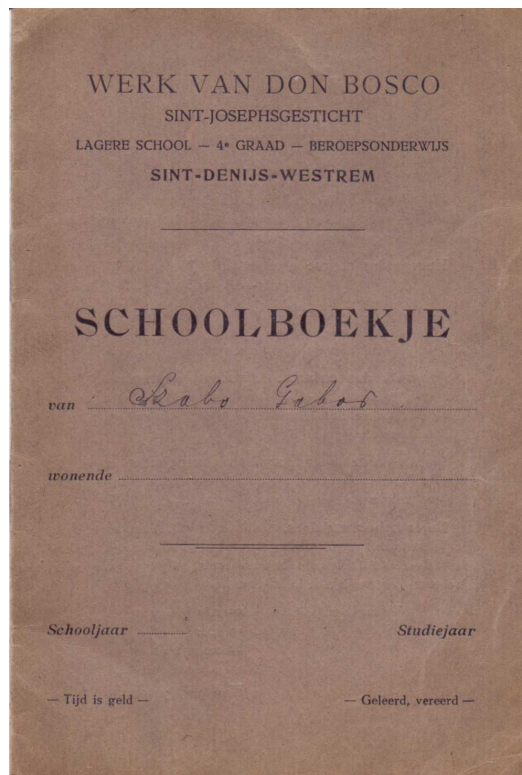 WERK VAN DON BOSCO
SINT-JOSEPHSGESTICHT
LAGERE SCHOOL — 4e GRAAD — BEROEPSONDERWIJS
SINT-DENIJS-WESTREM
SCHOOLBOEKJE
van Szabo Gabor
wonende
Schooljaar Studiejaar
— Tijd is geld — — Geleerd, vereerd —